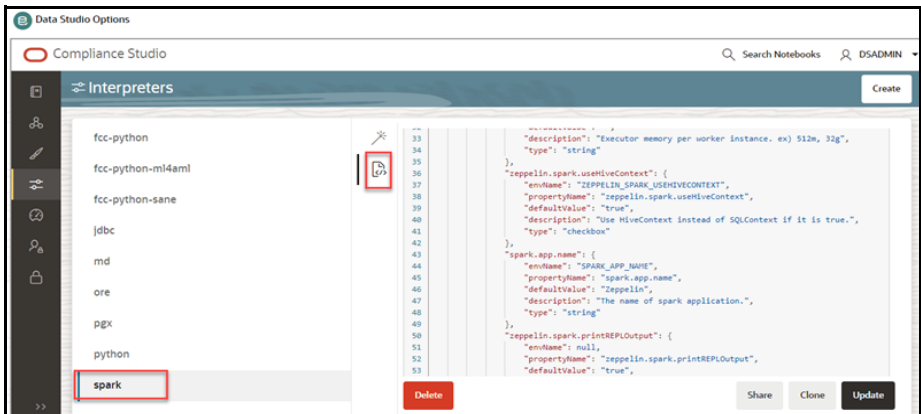 Data Studio Options
Compliance Studio
Search Notebooks
DSADMIN
Interpreters
Create
fcc-python
fcc-python-ml4aml
fcc-python-sane
jdbc
md
ore
pgx
python
spark
33 "description": "Executor memory per worker instance. ex) 512m, 32g",
34 "type": "string"
35 },
36 "zeppelin.spark.useHiveContext": {
37 "envName": "ZEPPELIN_SPARK_USEHIVECONTEXT",
38 "propertyName": "zeppelin.spark.useHiveContext",
39 "defaultValue": "true",
40 "description": "Use HiveContext instead of SQLContext if it is true.",
41 "type": "checkbox"
42 },
43 "spark.app.name": {
44 "envName": "SPARK_APP_NAME",
45 "propertyName": "spark.app.name",
46 "defaultValue": "Zeppelin",
47 "description": "The name of spark application.",
48 "type": "string"
49 },
50 "zeppelin.spark.printREPLOutput": {
51 "envName": null,
52 "propertyName": "zeppelin.spark.printREPLOutput",
53 "defaultValue": "true",
Delete
Share
Clone
Update
>>